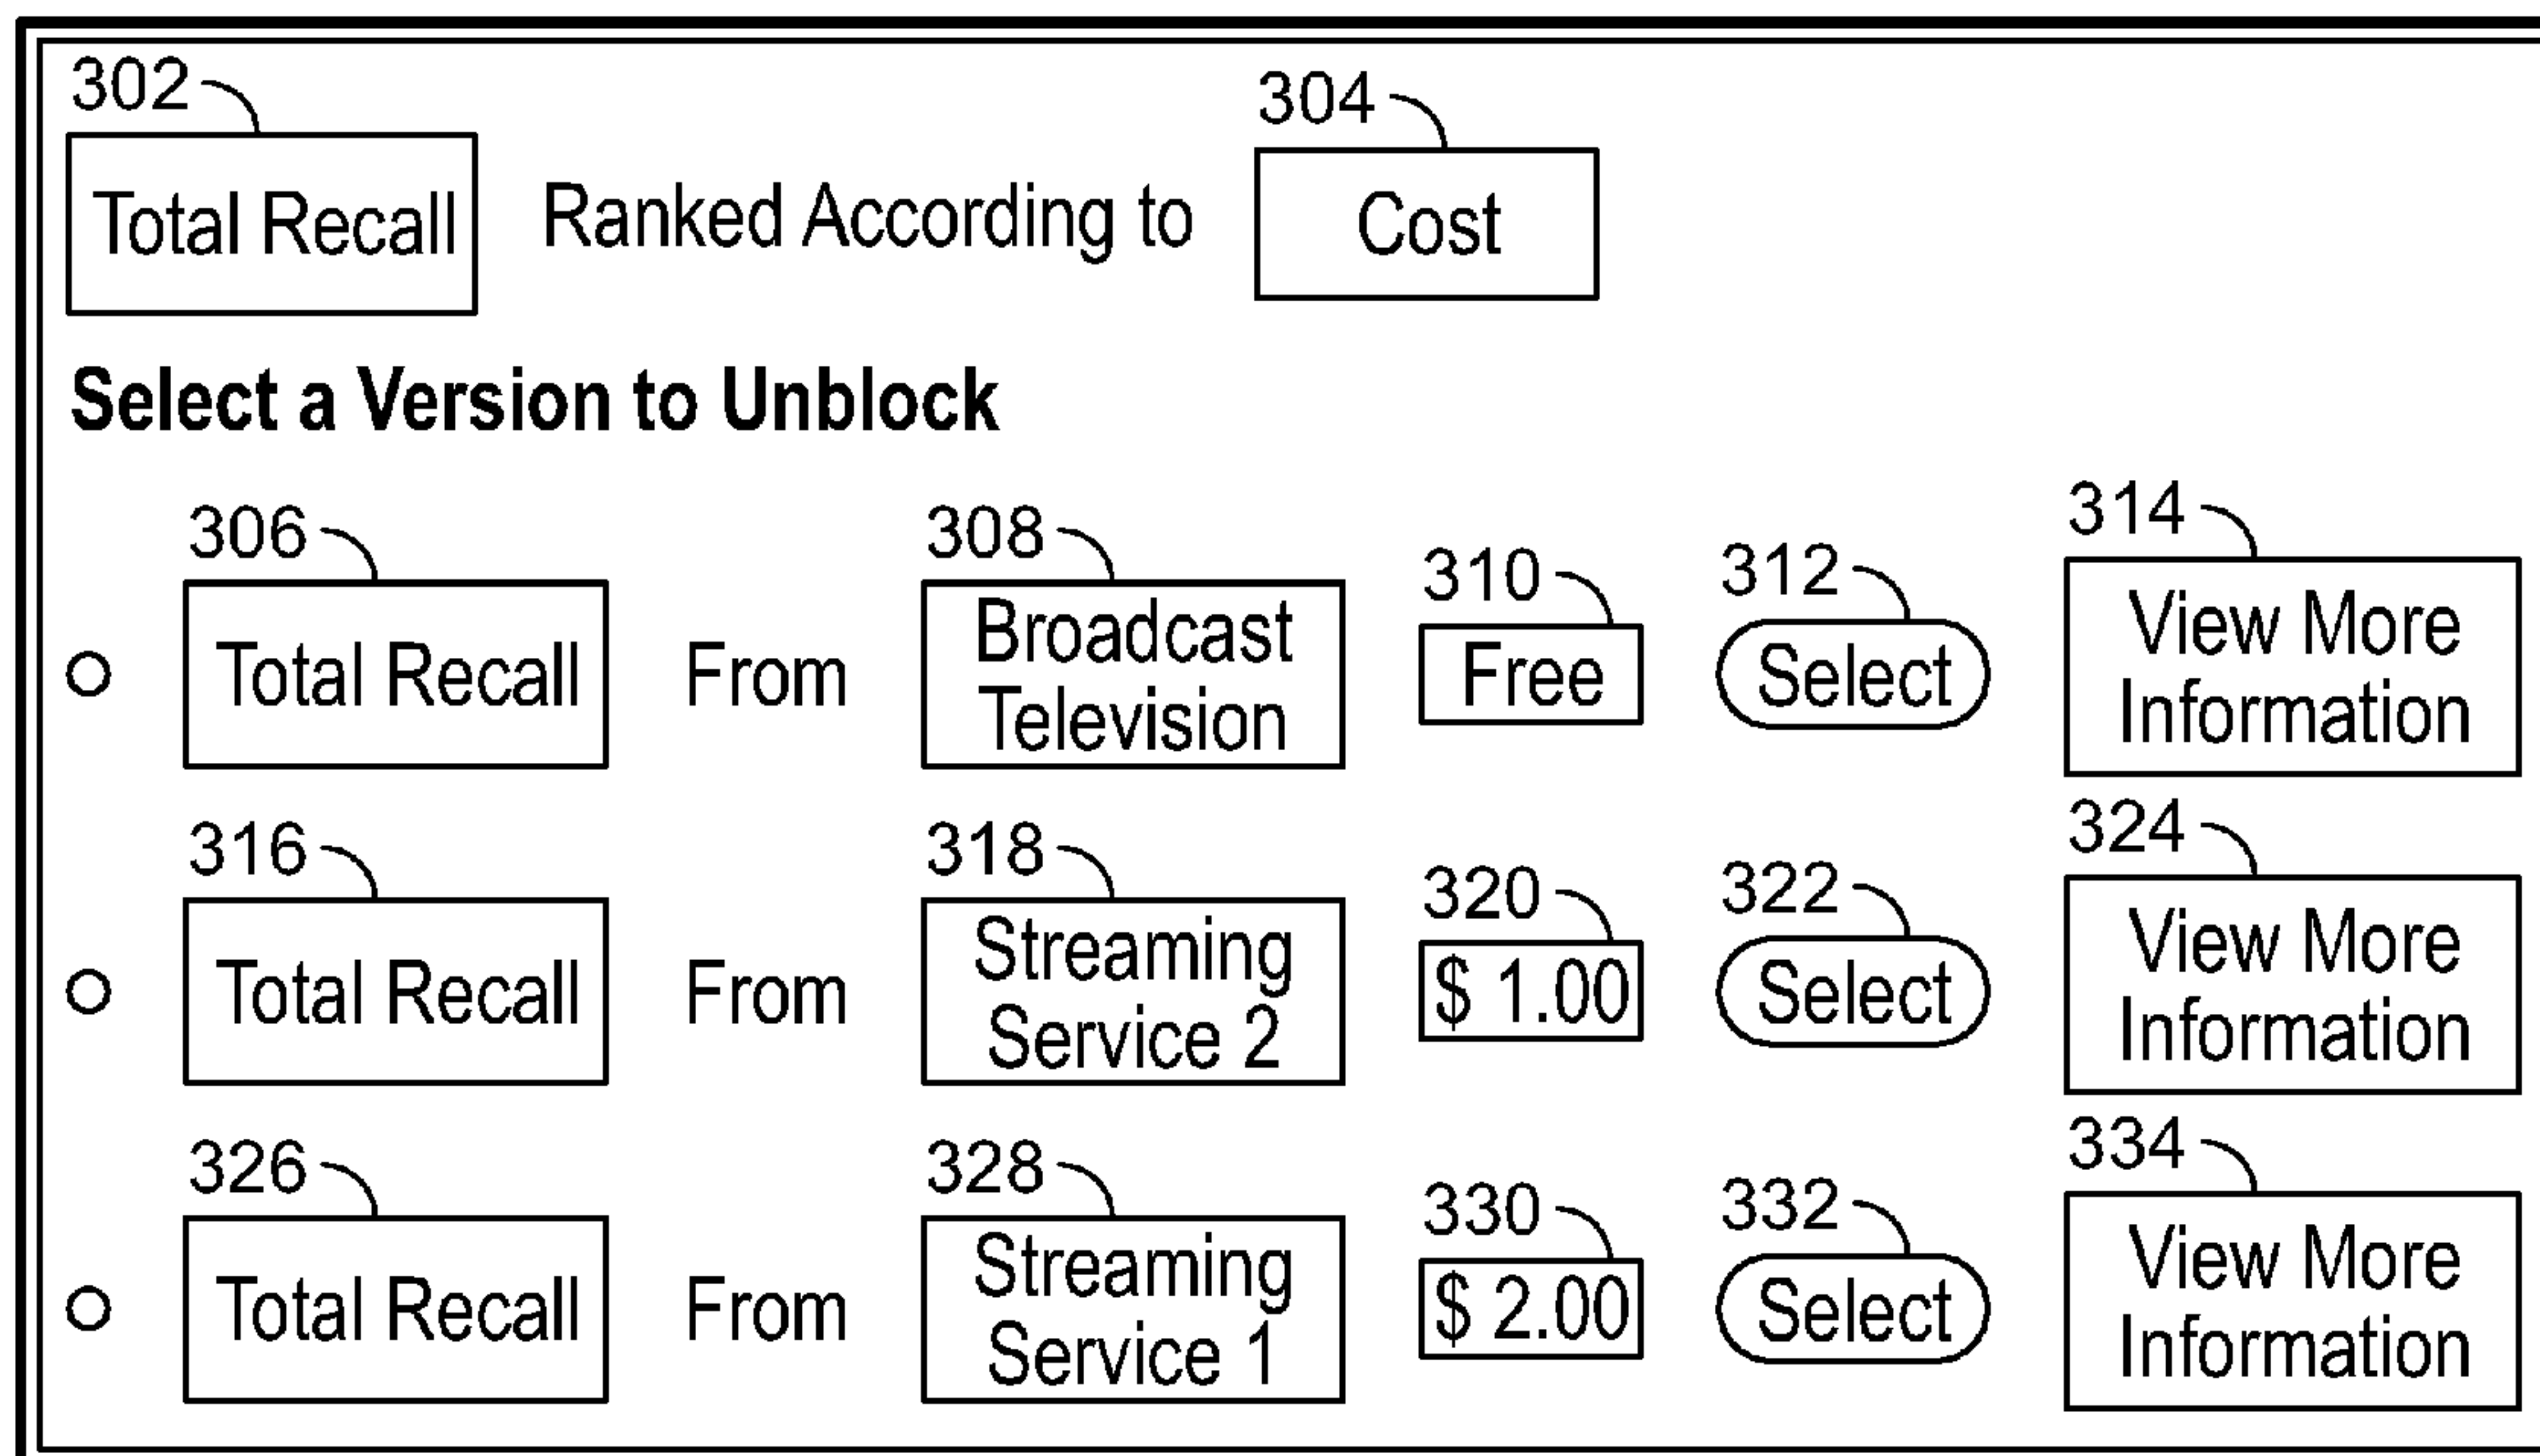 302
304
Total Recall Ranked According to Cost
Select a Version to Unblock
306 308 310 312 314
Total Recall From Broadcast Television Free Select View More Information
316 318 320 322 324
Total Recall From Streaming Service 2 $ 1.00 Select View More Information
326 328 330 332 334
Total Recall From Streaming Service 1 $ 2.00 Select View More Information